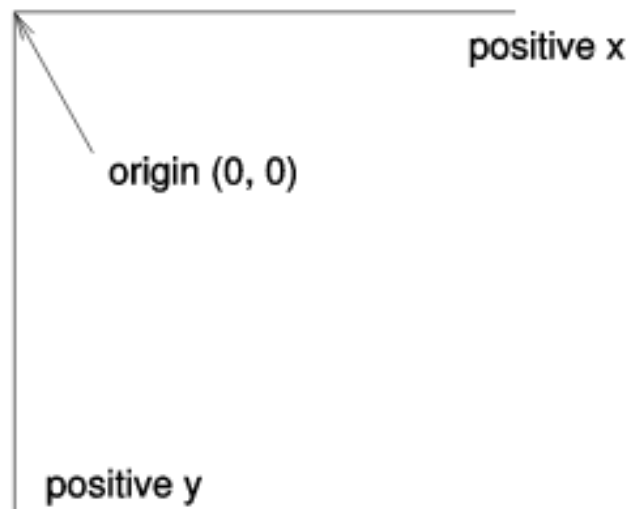 positive x
origin (0, 0)
positive y